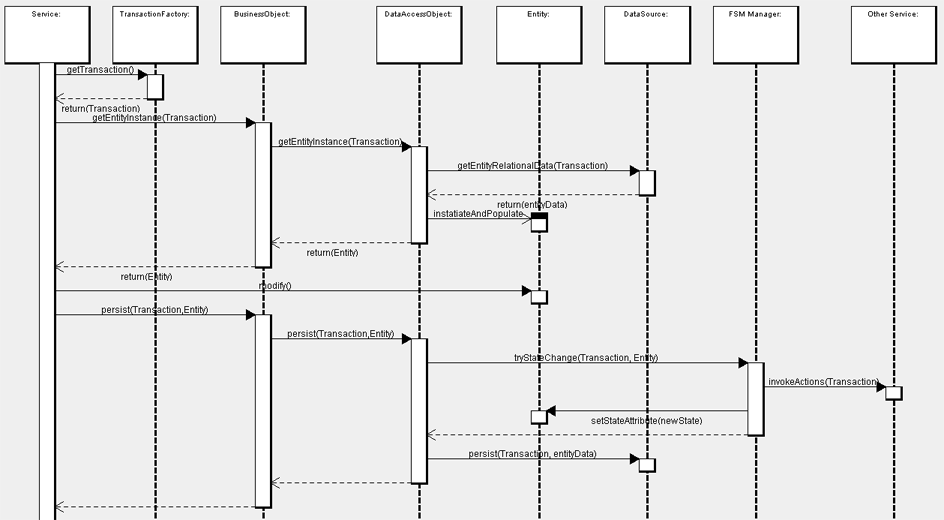 Service:
TransactionFactory:
BusinessObject:
DataAccessObject:
Entity:
DataSource:
FSM Manager:
Other Service:
getTransaction()
return(Transaction)
getEntityInstance(Transaction)
getEntityInstance(Transaction)
getEntityRelationalData(Transaction)
return(entityData)
instatiateAndPopulate
return(Entity)
return(Entity)
modify()
persist(Transaction,Entity)
persist(Transaction,Entity)
tryStateChange(Transaction, Entity)
invokeActions(Transaction)
setStateAttribute(newState)
persist(Transaction, entityData)